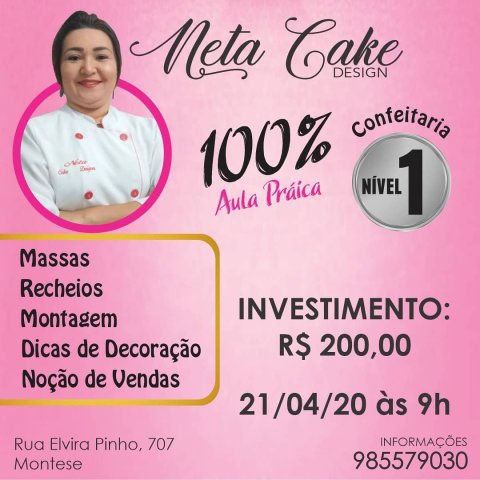 Neta Cake
DESIGN
100%
Aula Práica
Confeitaria
NÍVEL 1
Massas
Recheios
Montagem
Dicas de Decoração
Noção de Vendas
INVESTIMENTO:
R$ 200,00
21/04/20 às 9h
Rua Elvira Pinho, 707
Montese
INFORMAÇÕES
985579030